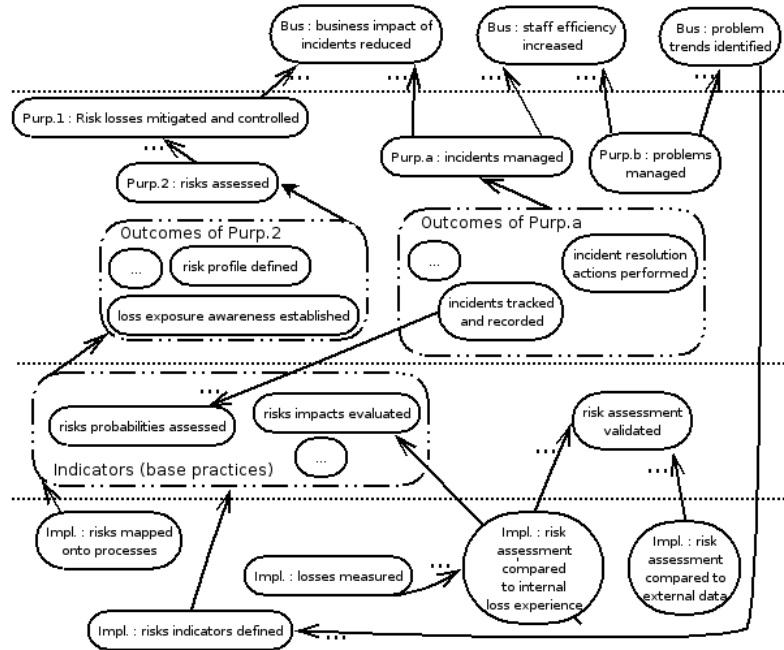 Bus : business impact of
incidents reduced
Bus : staff efficiency
increased
Bus : problem
trends identified
...
...
...
...
...
Purp.1 : Risk losses mitigated and controlled
...
Purp.a : incidents managed
Purp.b : problems
managed
Purp.2 : risks assessed
Outcomes of Purp.2
...
risk profile defined
loss exposure awareness established
Outcomes of Purp.a
...
incident resolution
actions performed
incidents tracked
and recorded
...
risks probabilities assessed
risks impacts evaluated
...
Indicators (base practices)
risk assessment
validated
...
...
Impl. : risks mapped
onto processes
Impl. : losses measured
...
Impl. : risk
assessment
compared
to internal
loss experience
Impl. : risk
assessment
compared to
external data
Impl. : risks indicators defined
...